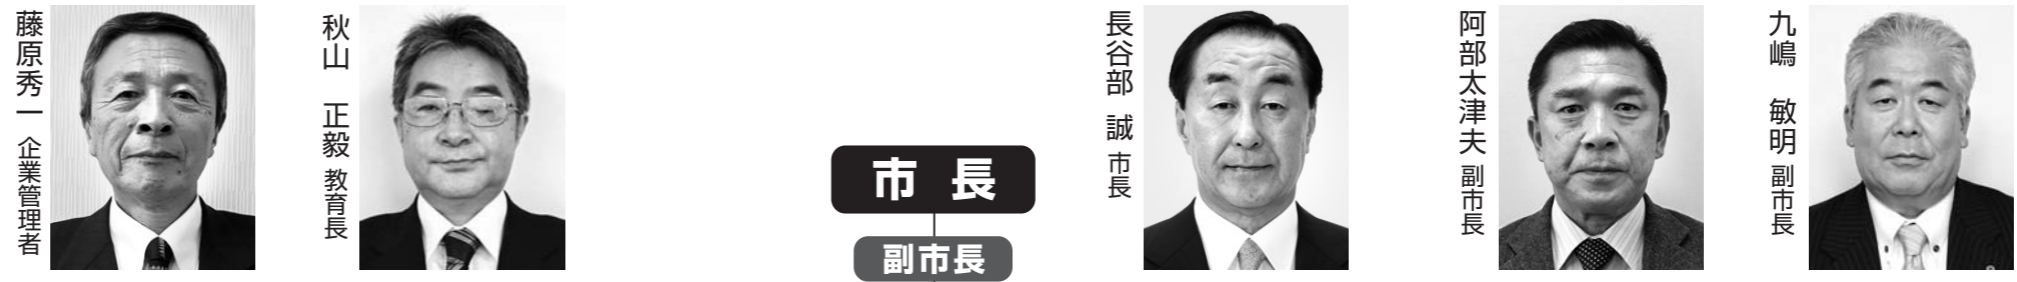 九嶋　敏明 副市長
阿部太津夫 副市長
長谷部 誠 市長
市長
副市長
秋山　正毅 教育長
藤原秀一 企業管理者